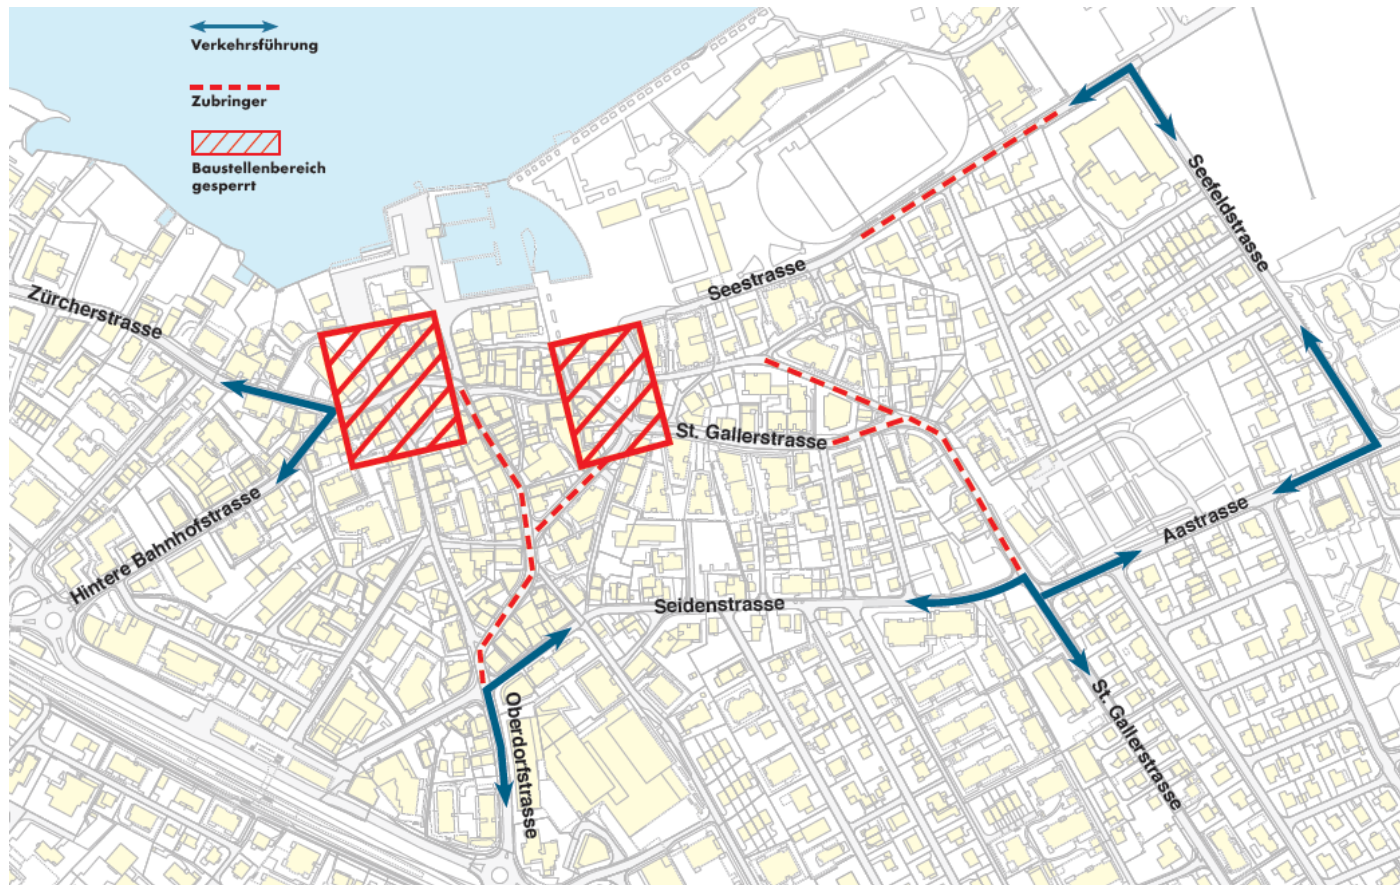 Verkehrsführung
Zubringer
Baustellenbereich
gesperrt
Seefeldstrasse
Seestrasse
Zürcherstrasse
St. Gallerstrasse
Hintere Bahnhofstrasse
Aastrasse
Seidenstrasse
Oberdorfstrasse
St. Gallerstrasse